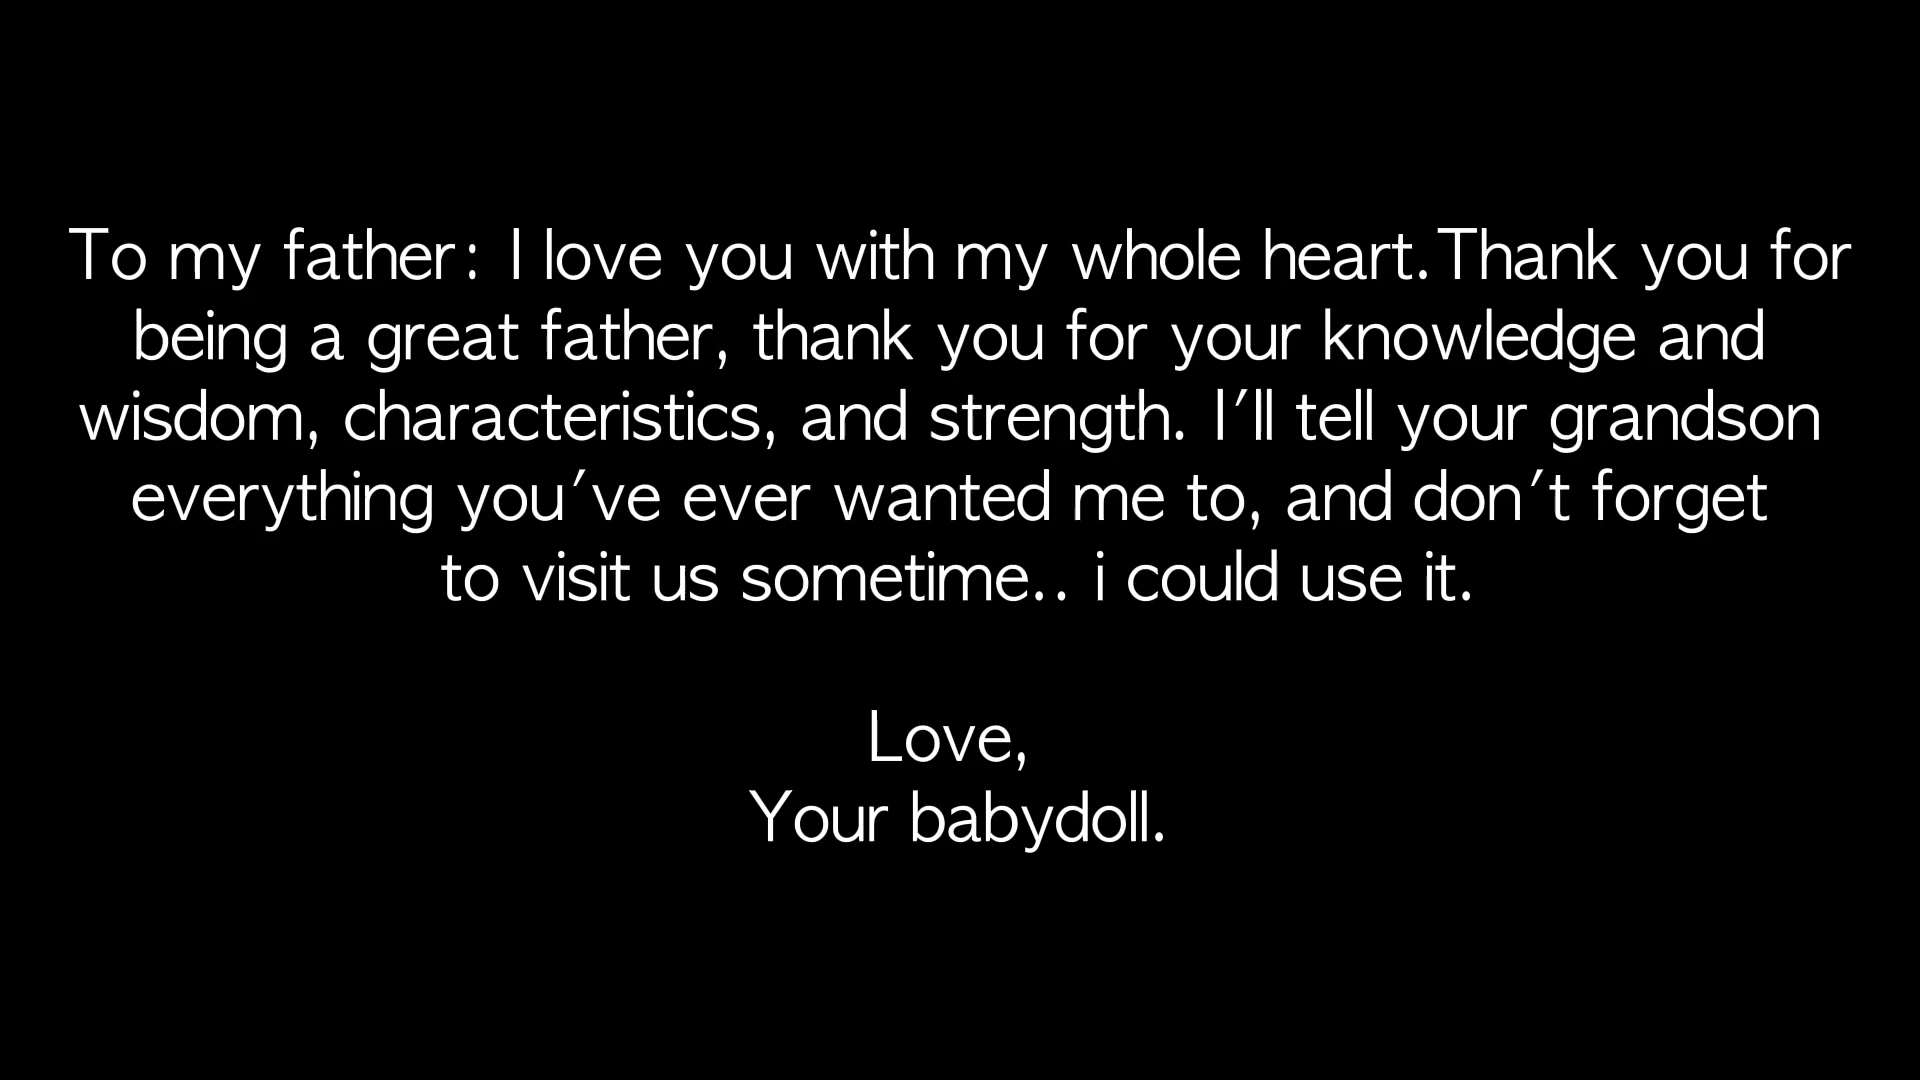 To my father: I love you with my whole heart.Thank you for
being a great father, thank you for your knowledge and
wisdom, characteristics, and strength. I'll tell your grandson
everything you've ever wanted me to, and don't forget
to visit us sometime.. i could use it.
Love,
Your babydoll.